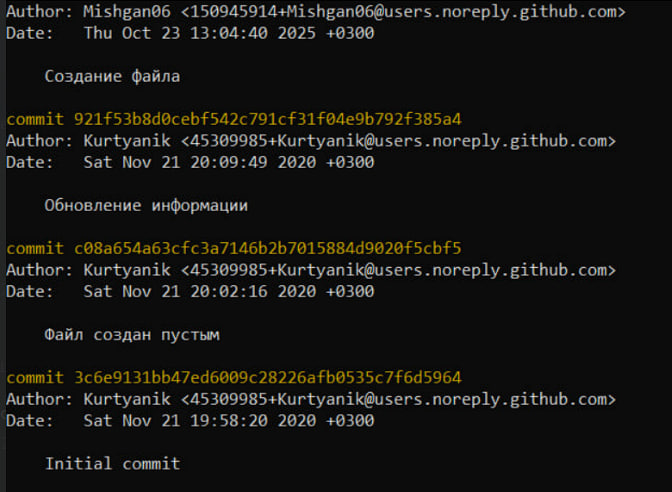 Author: Mishgan06 <150945914+Mishgan06@users.noreply.github.com>
Date:   Thu Oct 23 13:04:40 2025 +0300
Создание файла
commit 921f53b8d0cebf542c791cf31f04e9b792f385a4
Author: Kurtyanik <45309985+Kurtyanik@users.noreply.github.com>
Date:   Sat Nov 21 20:09:49 2020 +0300
Обновление информации
commit c08a654a63cfc3a7146b2b7015884d9020f5cbf5
Author: Kurtyanik <45309985+Kurtyanik@users.noreply.github.com>
Date:   Sat Nov 21 20:02:16 2020 +0300
Файл создан пустым
commit 3c6e9131bb47ed6009c28226afb0535c7f6d5964
Author: Kurtyanik <45309985+Kurtyanik@users.noreply.github.com>
Date:   Sat Nov 21 19:58:20 2020 +0300
Initial commit